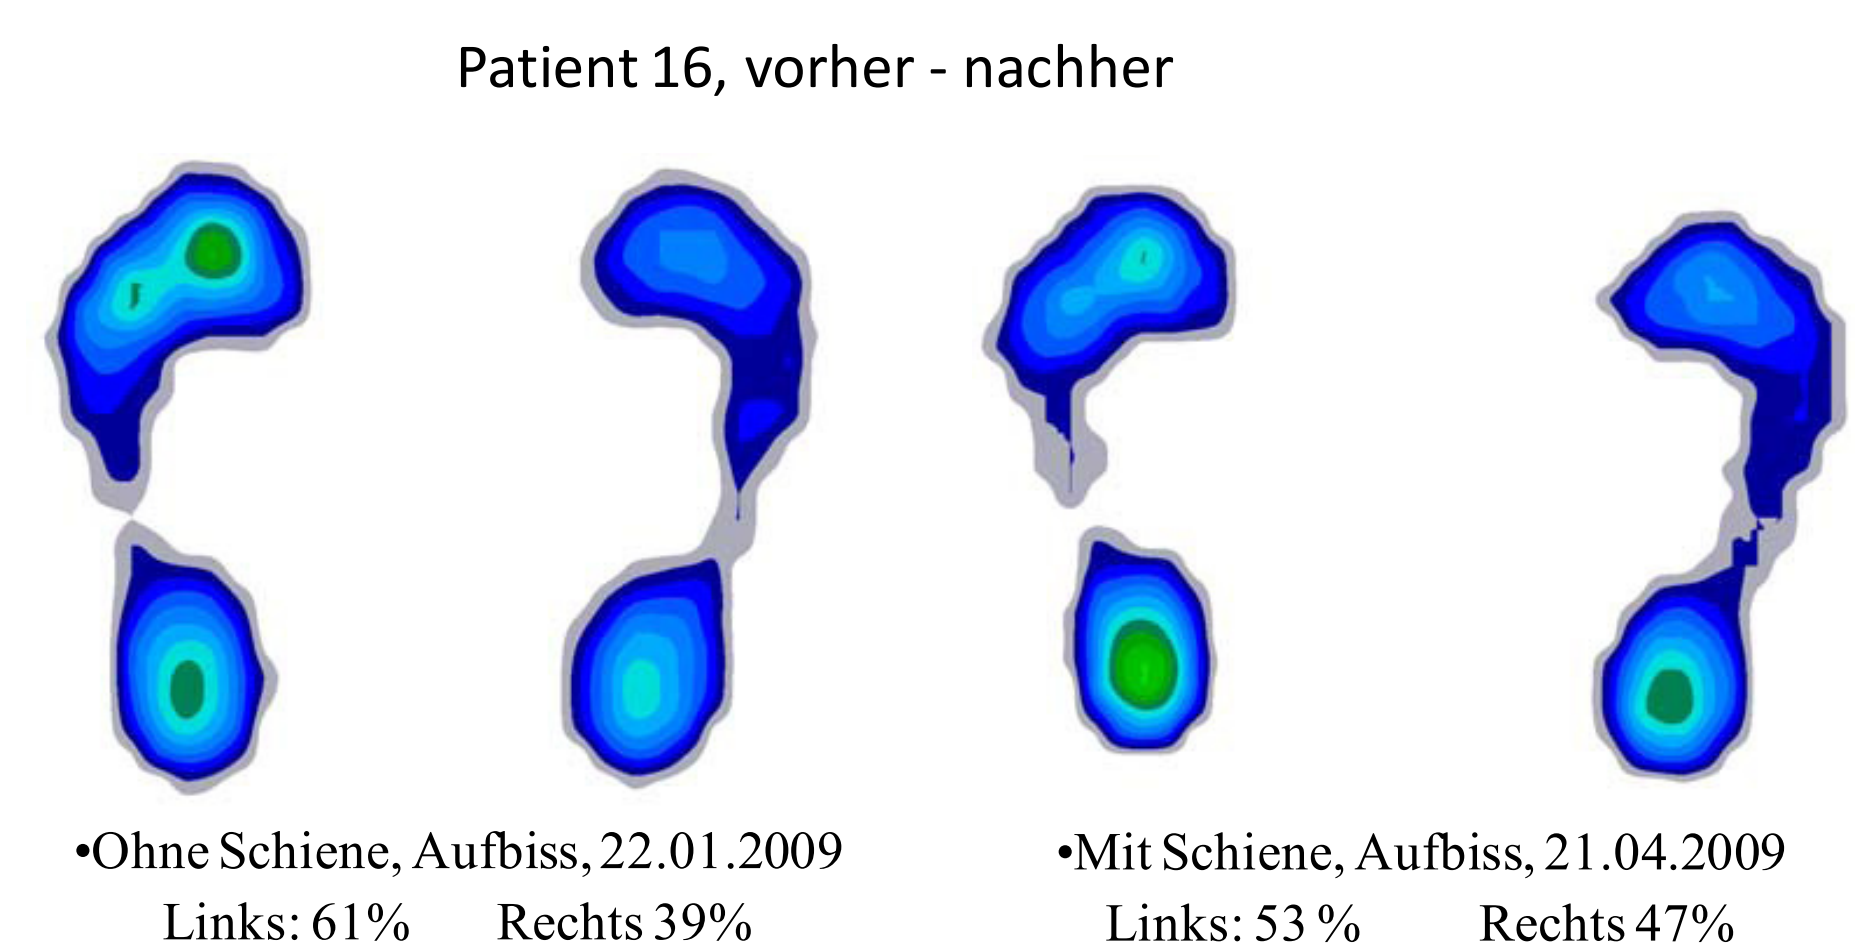 Patient 16, vorher - nachher
•Ohne Schiene, Aufbiss, 22.01.2009
Links: 61% Rechts 39%
•Mit Schiene, Aufbiss, 21.04.2009
Links: 53 % Rechts 47%